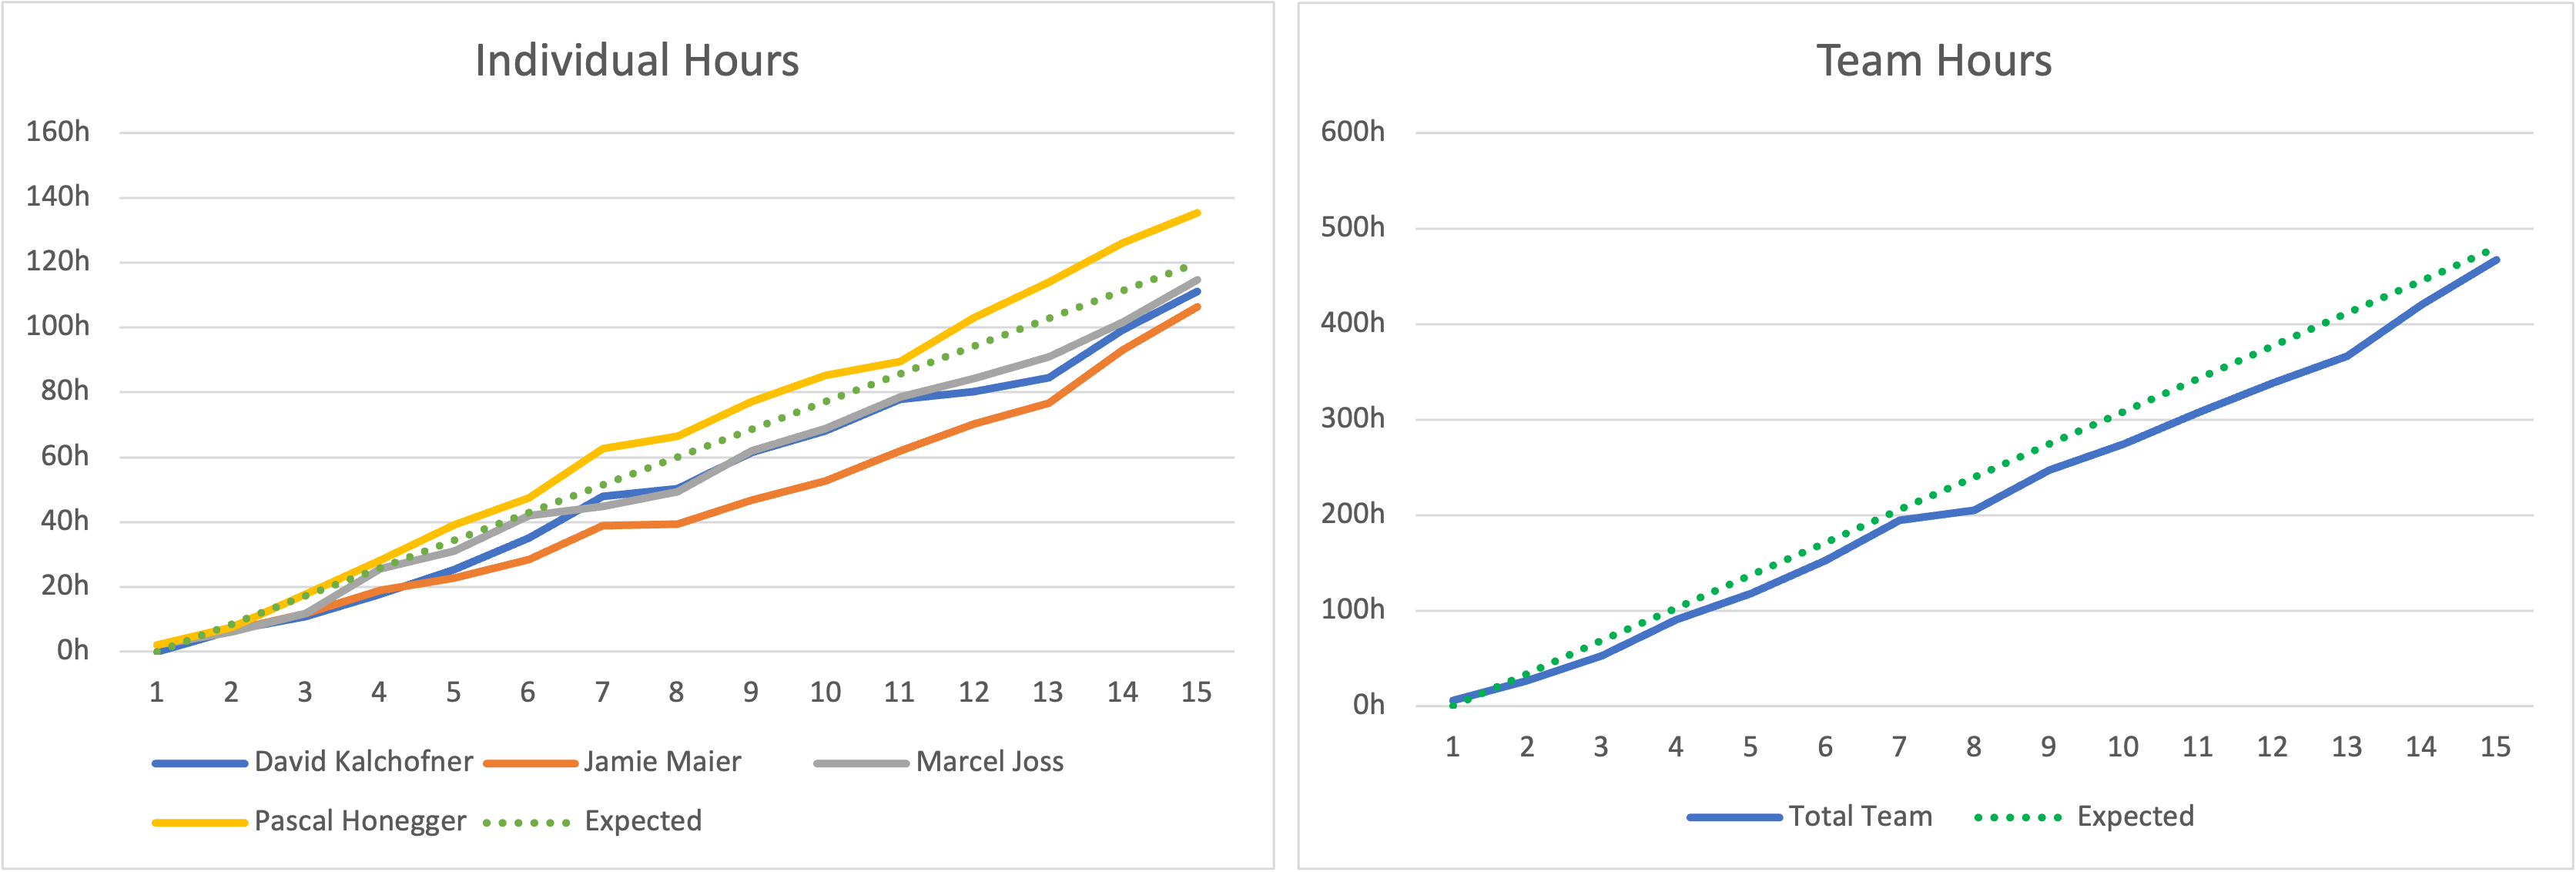 Individual Hours
160h
140h
120h
100h
80h
60h
40h
20h
0h
1 2 3 4 5 6 7 8 9 10 11 12 13 14 15
David Kalchofner Jamie Maier Marcel Joss
Pascal Honegger Expected
Team Hours
600h
500h
400h
300h
200h
100h
0h
1 2 3 4 5 6 7 8 9 10 11 12 13 14 15
Total Team Expected